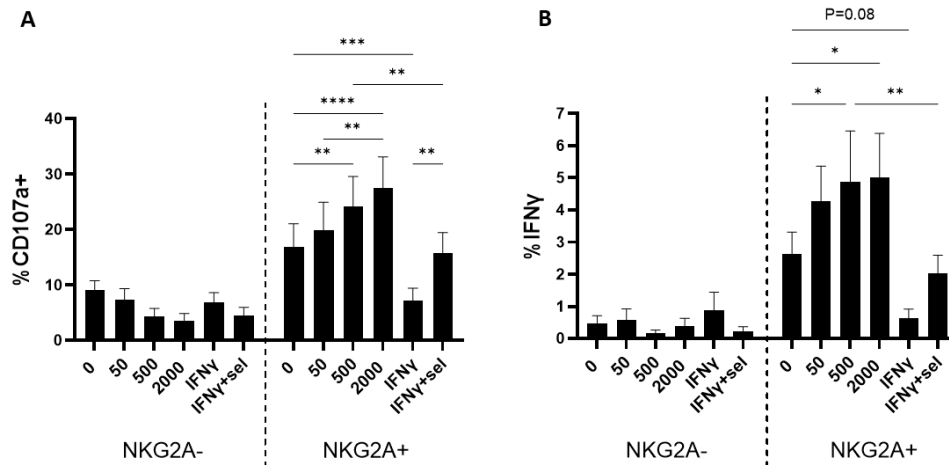 A
***
**
****
**
**
**
% CD107a+
40
30
20
10
0
0
50
500
2000
IFNγ
IFNγ+sel
0
50
500
2000
IFNγ
IFNγ+sel
NKG2A-
NKG2A+
B
P=0.08
*
*
**
% IFNγ
7
6
5
4
3
2
1
0
0
50
500
2000
IFNγ
IFNγ+sel
0
50
500
2000
IFNγ
IFNγ+sel
NKG2A-
NKG2A+